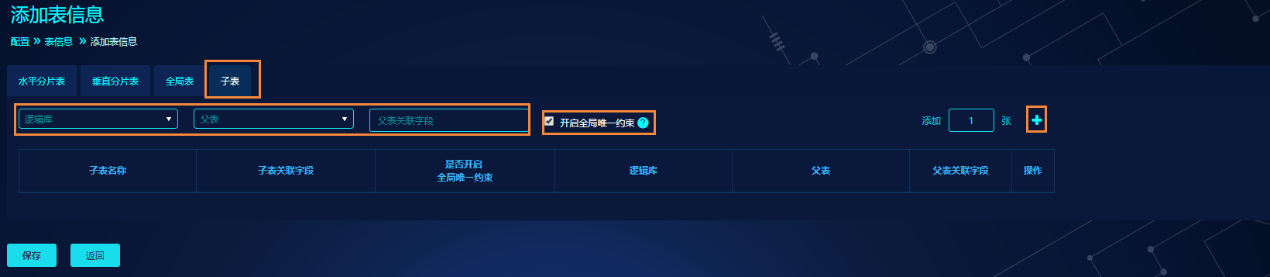 添加表信息
配置 » 表信息 » 添加表信息
水平分片表 垂直分片表 全局表 子表
逻辑库 父表 父表关联字段 开启全局唯一约束 ? 添加 1 张 +
子表名称 子表关联字段 是否开启 全局唯一约束 逻辑库 父表 父表关联字段 操作
保存 返回